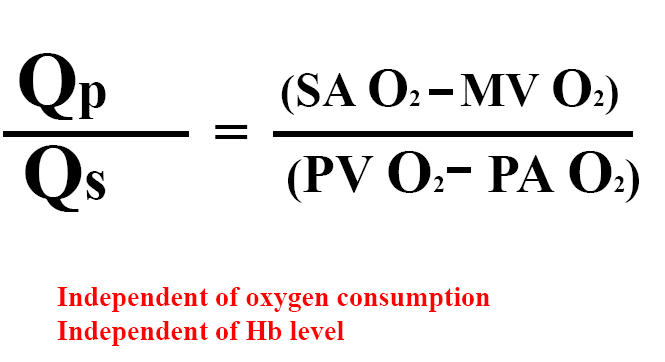 Qp
Qs
=
(SA O₂ – MV O₂)
(PV O₂ – PA O₂)
Independent of oxygen consumption
Independent of Hb level